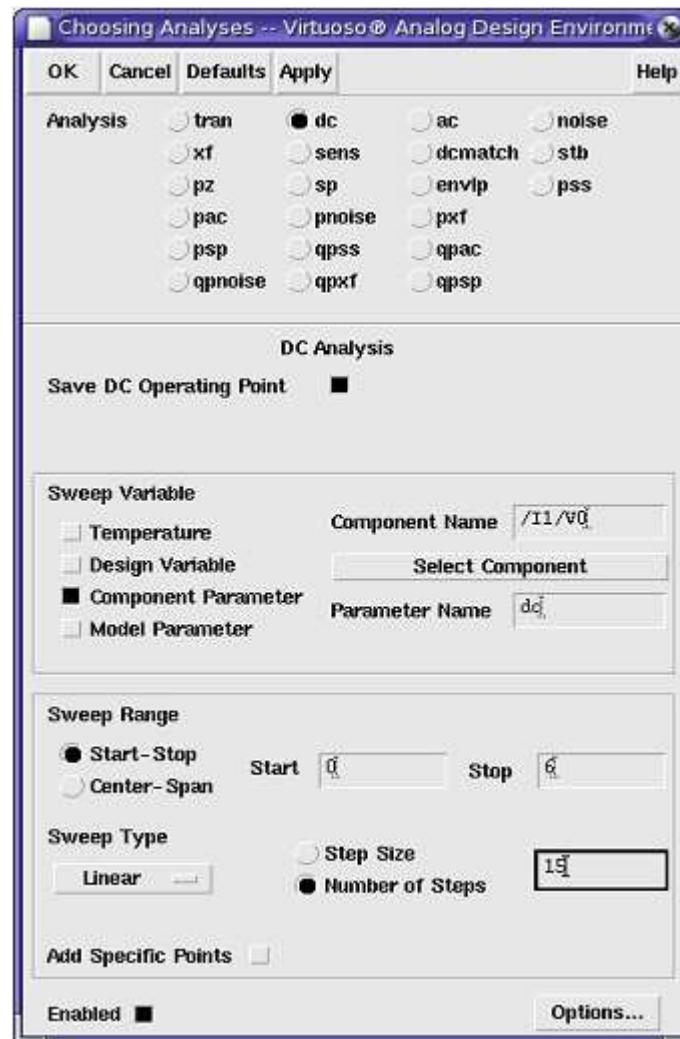 Choosing Analyses -- Virtuoso® Analog Design Environme
OK Cancel Defaults Apply Help
Analysis tran dc ac noise
xf sens dcmatch stb
pz sp envlp pss
pac pnoise pxf
psp qpss qpac
qpnoise qpxf qpsp
DC Analysis
Save DC Operating Point
Sweep Variable
Temperature
Design Variable
Component Parameter
Model Parameter
Component Name /I1/V0
Select Component
Parameter Name dc
Sweep Range
Start-Stop
Center-Span
Start 0 Stop 6
Sweep Type
Linear
Step Size
Number of Steps
15
Add Specific Points
Enabled Options...